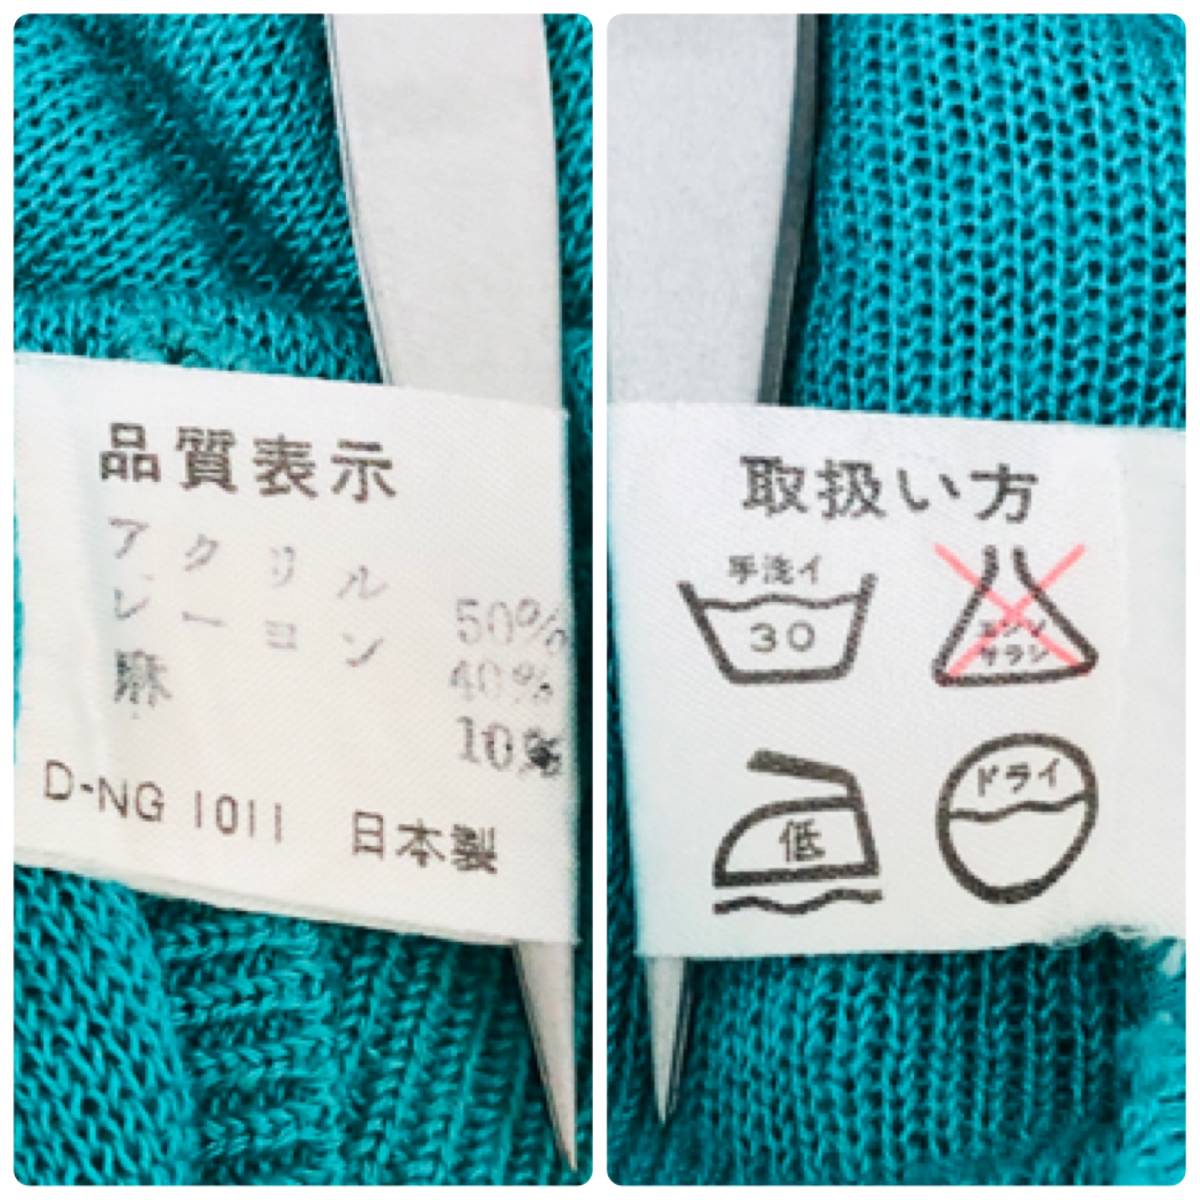 品質表示
アクリル 50%
レーヨン 40%
麻 10%
D-NG 1011 日本製
取扱い方
手洗イ
30
エンソ
サラシ
低
ドライ